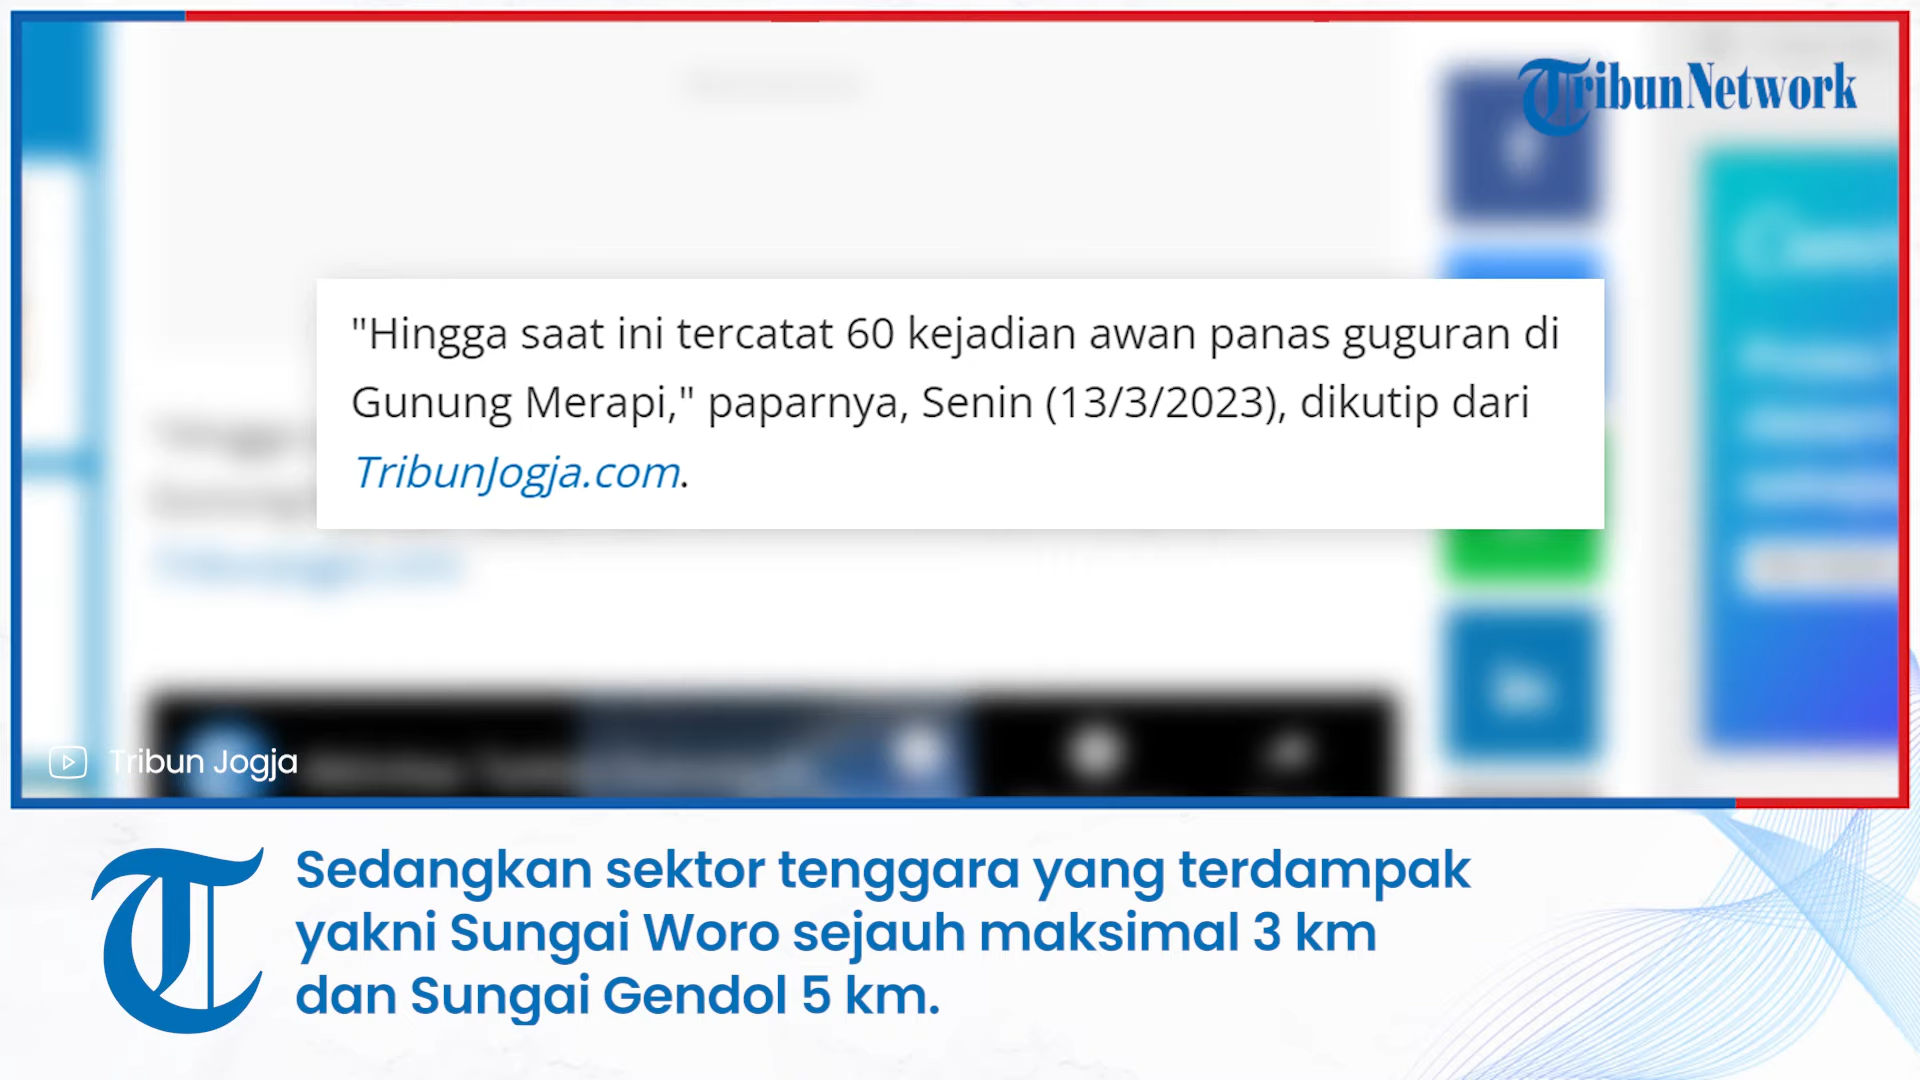 TribunNetwork
"Hingga saat ini tercatat 60 kejadian awan panas guguran di
Gunung Merapi," paparnya, Senin (13/3/2023), dikutip dari
TribunJogja.com.
Tribun Jogja
T
Sedangkan sektor tenggara yang terdampak
yakni Sungai Woro sejauh maksimal 3 km
dan Sungai Gendol 5 km.